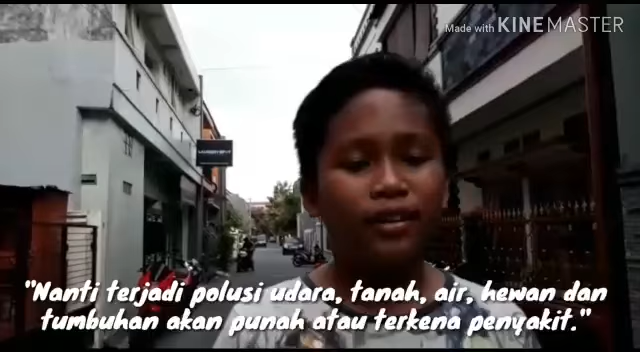 Made with KINEMASTER
"Nanti terjadi polusi udara, tanah, air, hewan dan
tumbuhan akan punah atau terkena penyakit."